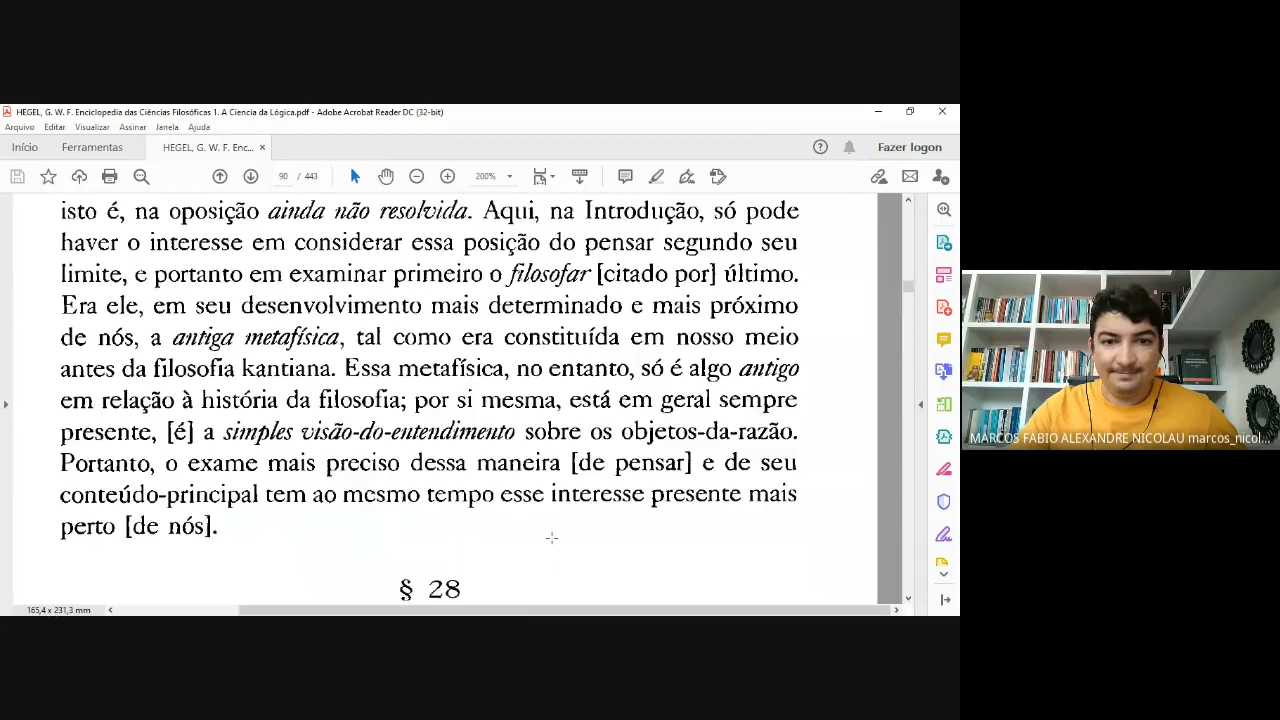 HEGEL, G. W. F. Enciclopedia das Ciências Filosóficas 1. A Ciencia da Lógica.pdf - Adobe Acrobat Reader DC (32-bit)
Arquivo Editar Visualizar Assinar Janela Ajuda
Início Ferramentas HEGEL, G. W. F. Enc... × Fazer logon
90 / 443 200%
isto é, na oposição ainda não resolvida. Aqui, na Introdução, só pode
haver o interesse em considerar essa posição do pensar segundo seu
limite, e portanto em examinar primeiro o filosofar [citado por] último.
Era ele, em seu desenvolvimento mais determinado e mais próximo
de nós, a antiga metafísica, tal como era constituída em nosso meio
antes da filosofia kantiana. Essa metafísica, no entanto, só é algo antigo
em relação à história da filosofia; por si mesma, está em geral sempre
presente, [é] a simples visão-do-entendimento sobre os objetos-da-razão.
Portanto, o exame mais preciso dessa maneira [de pensar] e de seu
conteúdo-principal tem ao mesmo tempo esse interesse presente mais
perto [de nós].
§ 28
165,4 x 231,3 mm
MARCOS FABIO ALEXANDRE NICOLAU marcos_nicol...